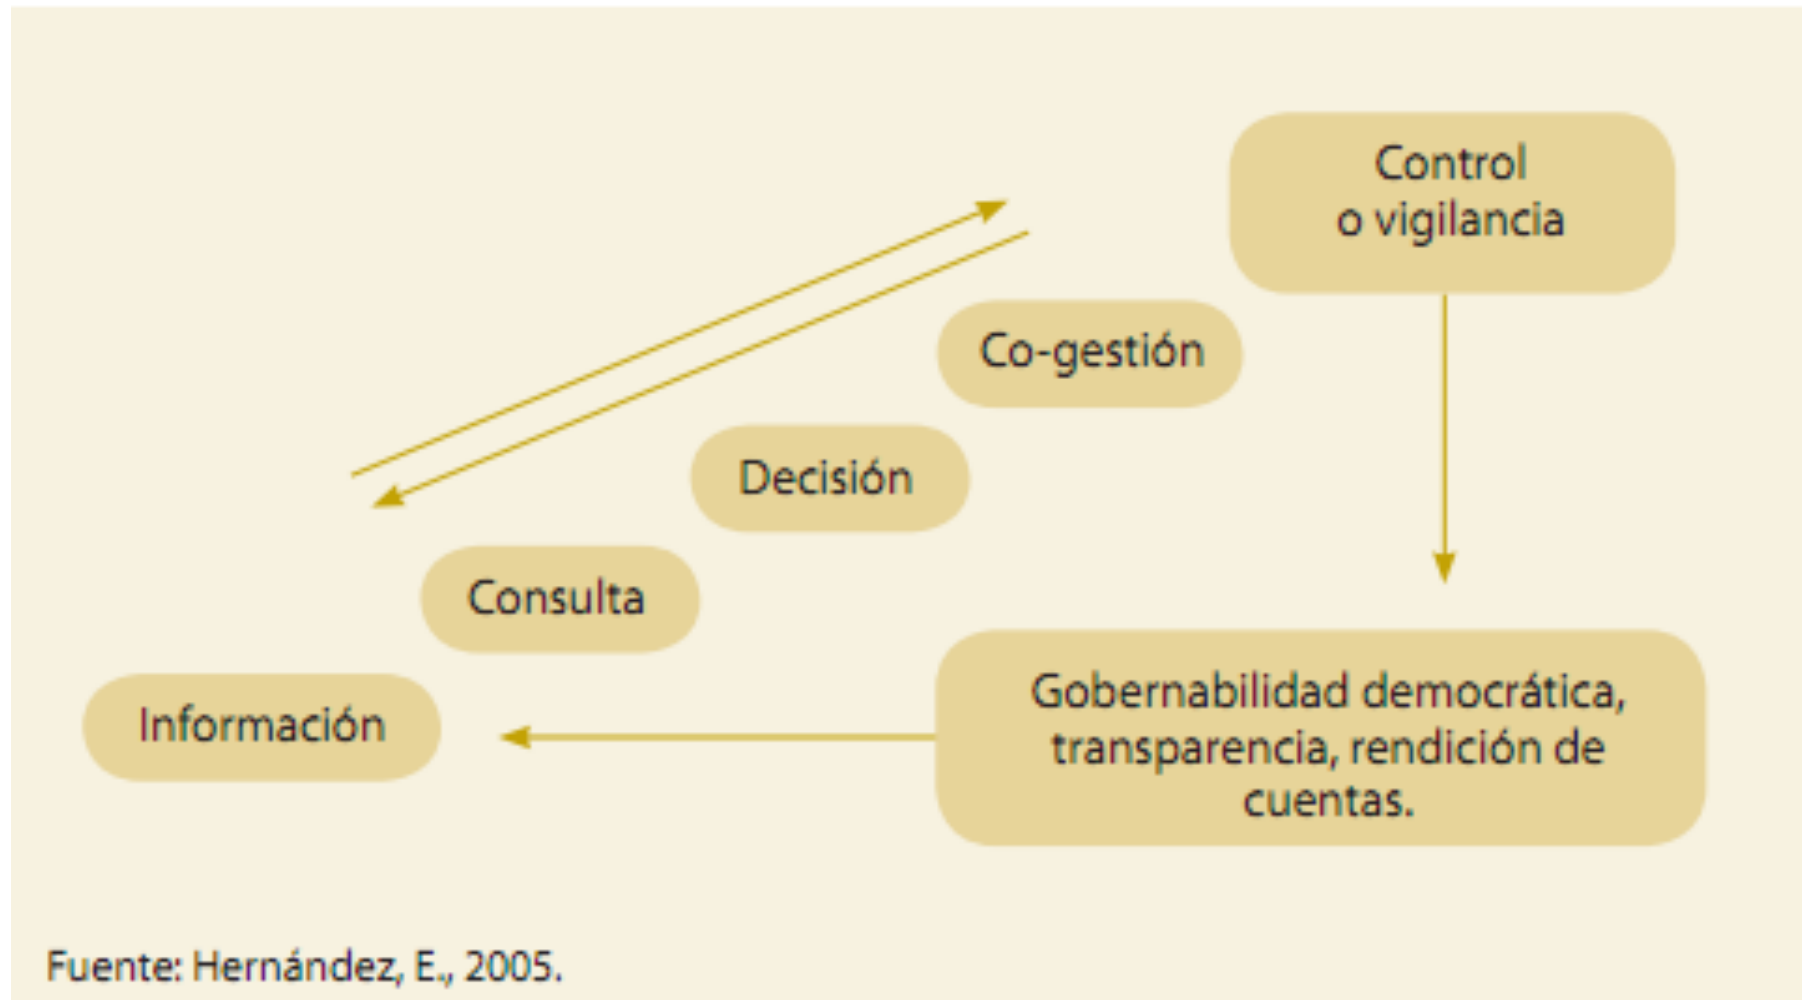 Control
o vigilancia
Co-gestión
Decisión
Consulta
Información
Gobernabilidad democrática,
transparencia, rendición de
cuentas.
Fuente: Hernández, E., 2005.